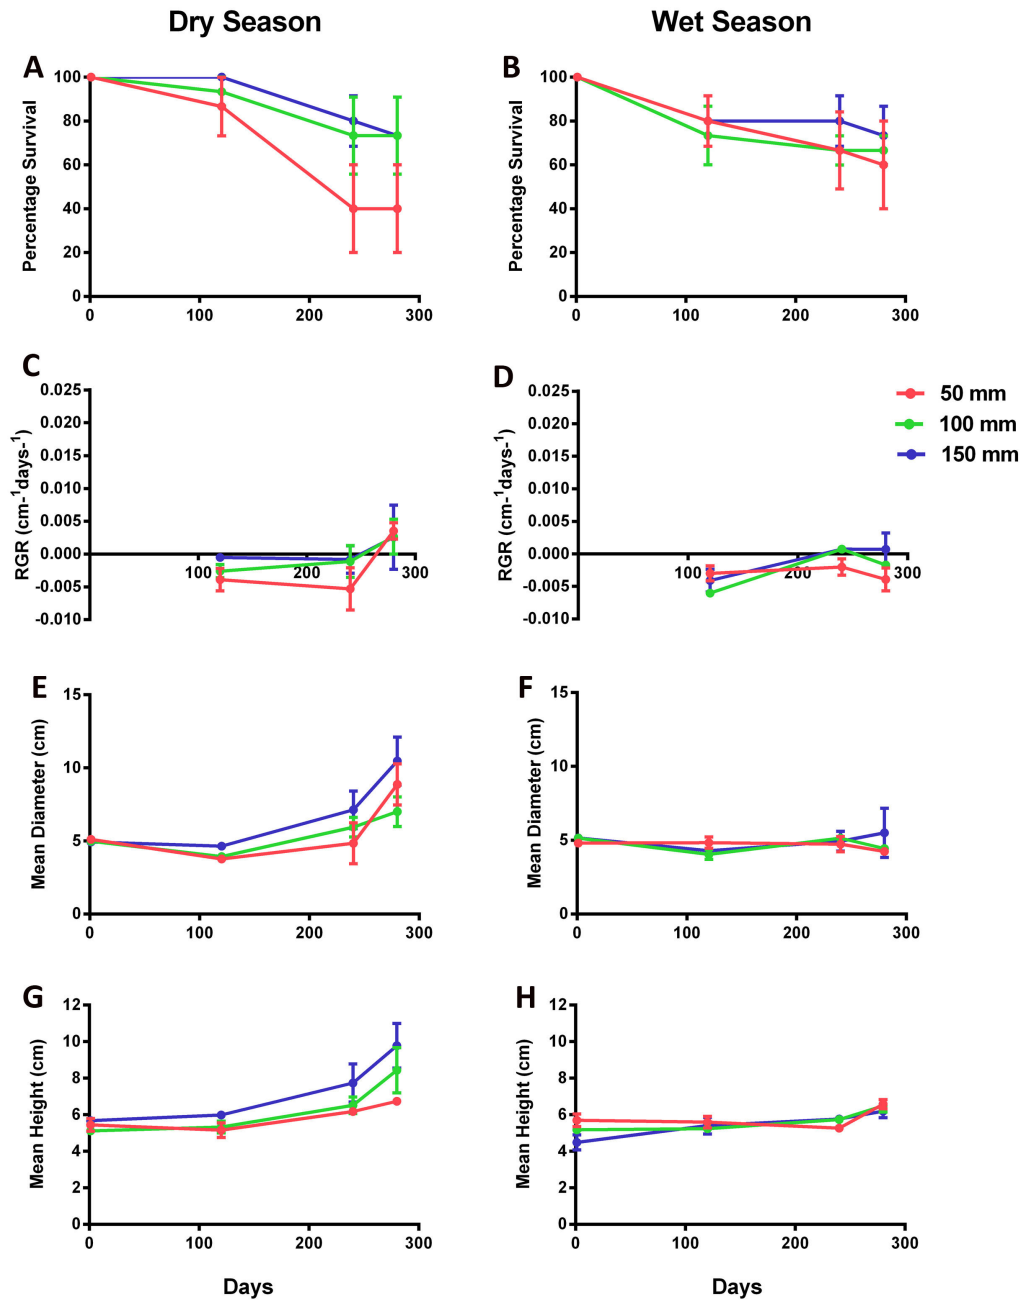 Dry Season
Wet Season
A
B
Percentage Survival
100
80
60
40
20
0
0 100 200 300
Percentage Survival
100
80
60
40
20
0
0 100 200 300
C
D
RGR (cm-¹days-¹)
0.025
0.020
0.015
0.010
0.005
0.000
-0.005
-0.010
100 200 300
RGR (cm-¹days-¹)
0.025
0.020
0.015
0.010
0.005
0.000
-0.005
-0.010
100 200 300
50 mm
100 mm
150 mm
E
F
Mean Diameter (cm)
15
10
5
0
0 100 200 300
Mean Diameter (cm)
15
10
5
0
0 100 200 300
G
H
Mean Height (cm)
12
10
8
6
4
2
0
0 100 200 300
Mean Height (cm)
12
10
8
6
4
2
0
0 100 200 300
Days
Days